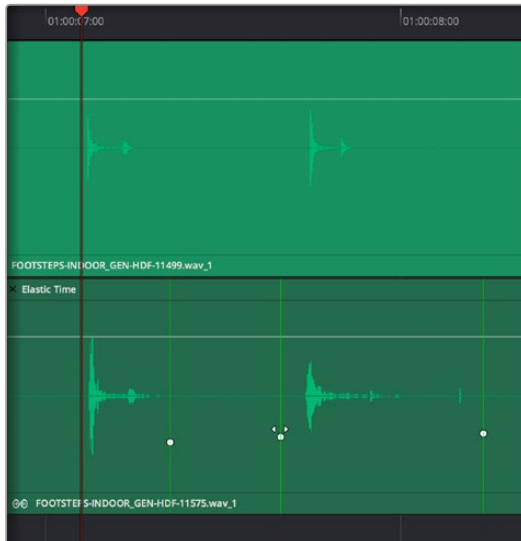 01:00:07:00
01:00:08:00
FOOTSTEPS-INDOOR_GEN-HDF-11499.wav_1
× Elastic Time
FOOTSTEPS-INDOOR_GEN-HDF-11575.wav_1